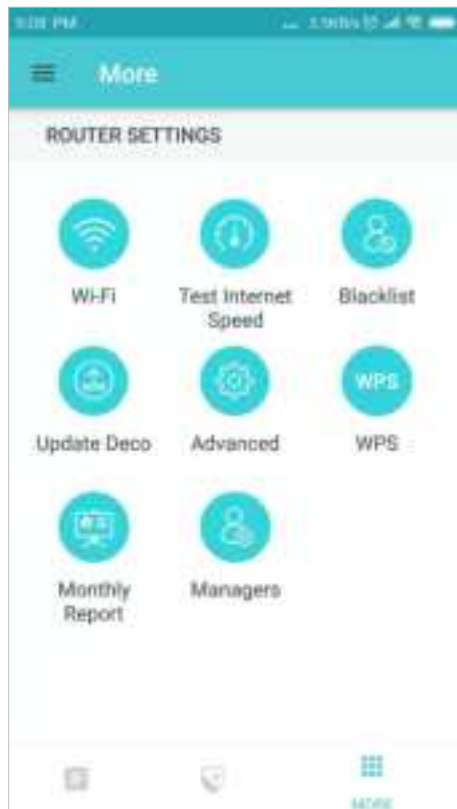 More
ROUTER SETTINGS
Wi-Fi
Test Internet
Speed
Blacklist
Update Deco
Advanced
WPS
WPS
Monthly
Report
Managers
MORE